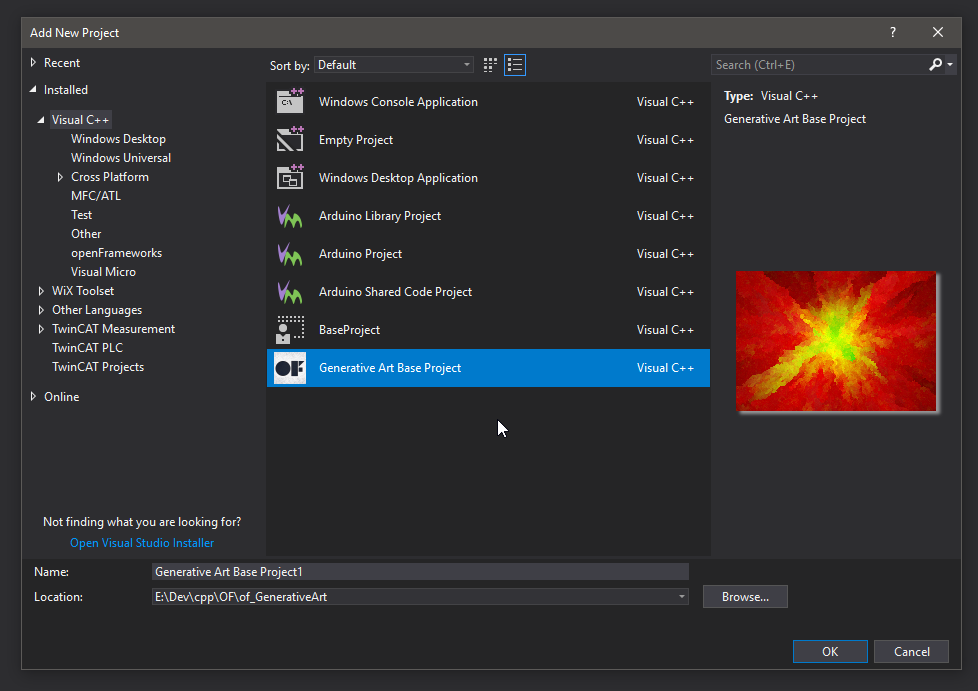 Add New Project
?
Recent
Installed
Visual C++
Windows Desktop
Windows Universal
Cross Platform
MFC/ATL
Test
Other
openFrameworks
Visual Micro
WiX Toolset
Other Languages
TwinCAT Measurement
TwinCAT PLC
TwinCAT Projects
Online
Not finding what you are looking for?
Open Visual Studio Installer
Sort by: Default
C:\ Windows Console Application Visual C++
Empty Project Visual C++
Windows Desktop Application Visual C++
Arduino Library Project Visual C++
Arduino Project Visual C++
Arduino Shared Code Project Visual C++
BaseProject Visual C++
OF Generative Art Base Project Visual C++
Search (Ctrl+E)
Type: Visual C++
Generative Art Base Project
Name: Generative Art Base Project1
Location: E:\Dev\cpp\OF\of_GenerativeArt Browse...
OK Cancel